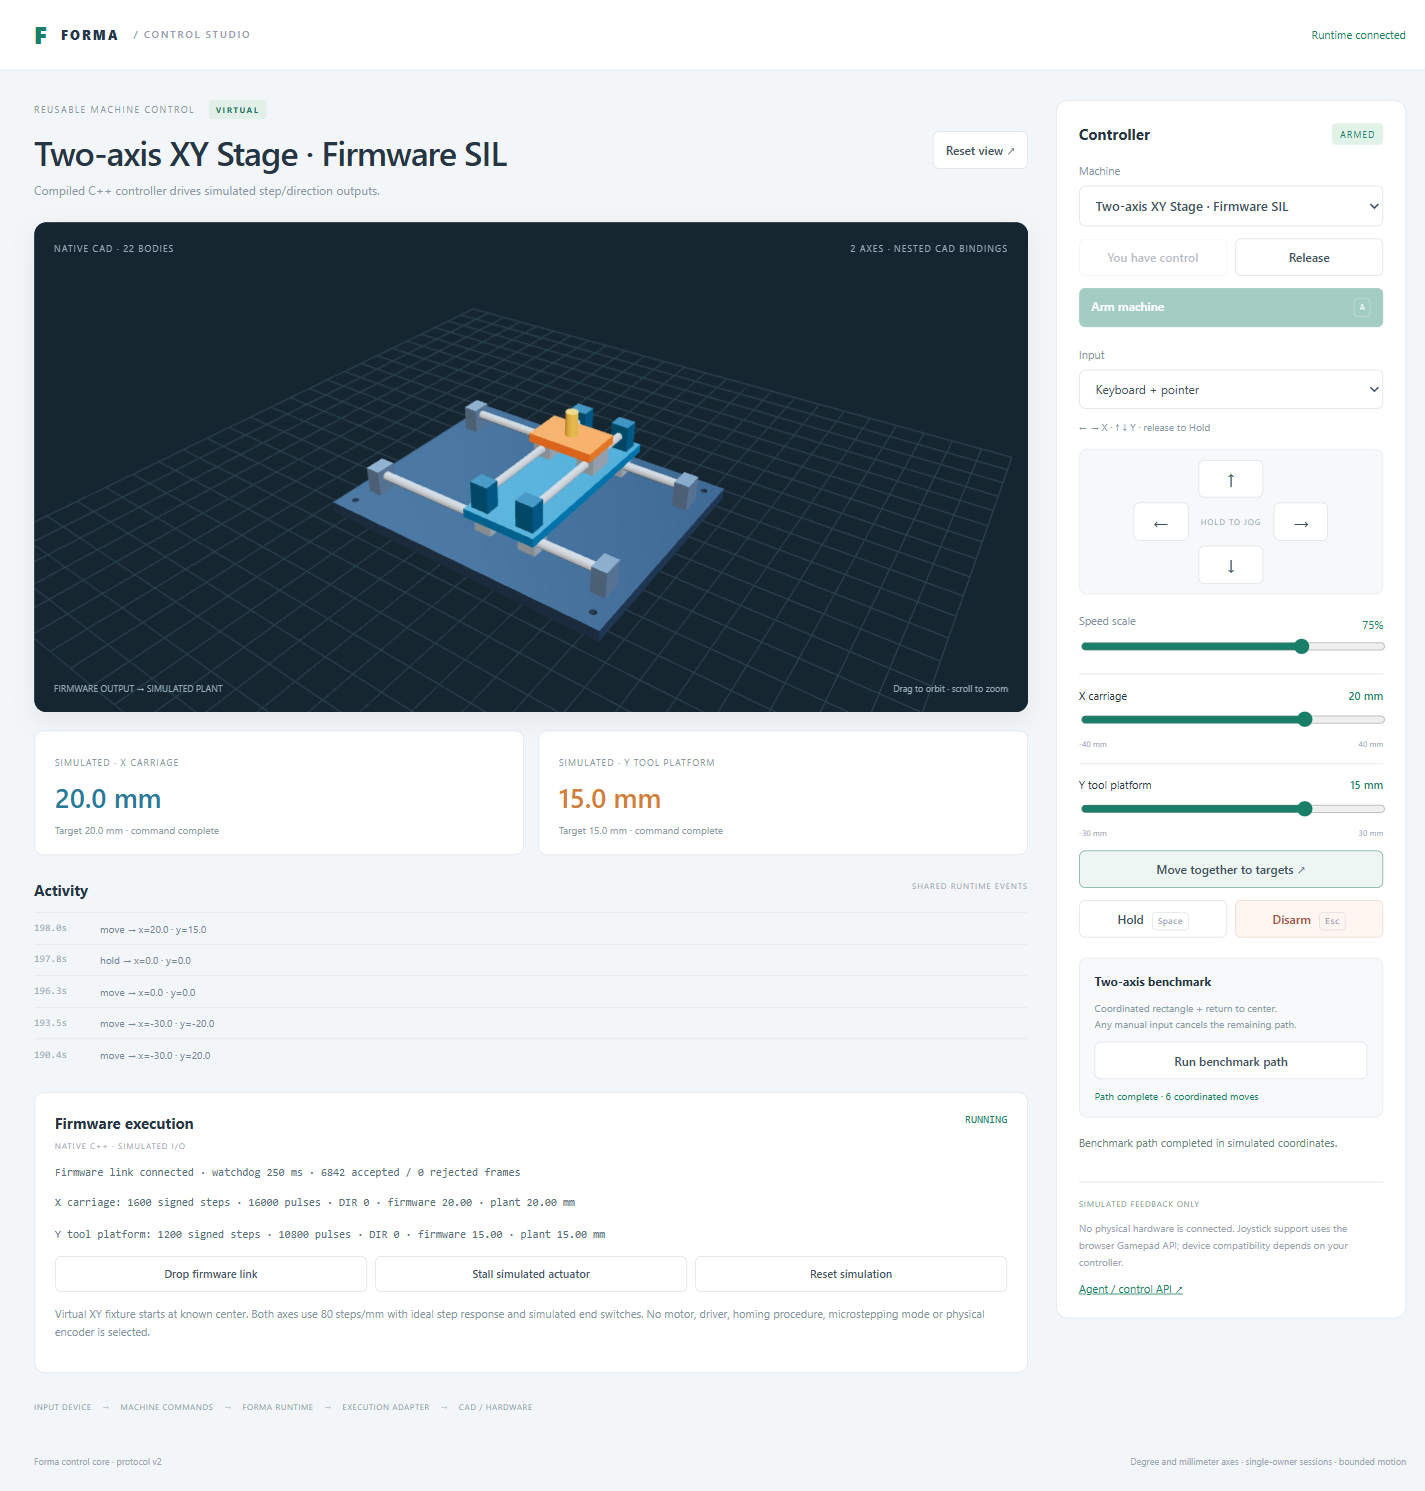 F FORMA / CONTROL STUDIO
Runtime connected
REUSABLE MACHINE CONTROL VIRTUAL
Two-axis XY Stage · Firmware SIL
Compiled C++ controller drives simulated step/direction outputs.
Reset view ↗
NATIVE CAD · 22 BODIES
2 AXES · NESTED CAD BINDINGS
FIRMWARE OUTPUT → SIMULATED PLANT
Drag to orbit · scroll to zoom
SIMULATED · X CARRIAGE
20.0 mm
Target 20.0 mm · command complete
SIMULATED · Y TOOL PLATFORM
15.0 mm
Target 15.0 mm · command complete
Activity
SHARED RUNTIME EVENTS
198.0s move → x=20.0 · y=15.0
197.8s hold → x=0.0 · y=0.0
196.3s move → x=0.0 · y=0.0
193.5s move → x=-30.0 · y=-20.0
190.4s move → x=-30.0 · y=20.0
Firmware execution
RUNNING
NATIVE C++ · SIMULATED I/O
Firmware link connected · watchdog 250 ms · 6842 accepted / 0 rejected frames
X carriage: 1600 signed steps · 16000 pulses · DIR 0 · firmware 20.00 · plant 20.00 mm
Y tool platform: 1200 signed steps · 10800 pulses · DIR 0 · firmware 15.00 · plant 15.00 mm
Drop firmware link
Stall simulated actuator
Reset simulation
Virtual XY fixture starts at known center. Both axes use 80 steps/mm with ideal step response and simulated end switches. No motor, driver, homing procedure, microstepping mode or physical
encoder is selected.
INPUT DEVICE → MACHINE COMMANDS → FORMA RUNTIME → EXECUTION ADAPTER → CAD / HARDWARE
Controller
ARMED
Machine
Two-axis XY Stage · Firmware SIL
You have control
Release
Arm machine A
Input
Keyboard + pointer
← → X · ↑ ↓ Y · release to Hold
↑
← HOLD TO JOG →
↓
Speed scale 75%
X carriage 20 mm
-40 mm 40 mm
Y tool platform 15 mm
-30 mm 30 mm
Move together to targets ↗
Hold Space
Disarm Esc
Two-axis benchmark
Coordinated rectangle + return to center.
Any manual input cancels the remaining path.
Run benchmark path
Path complete · 6 coordinated moves
Benchmark path completed in simulated coordinates.
SIMULATED FEEDBACK ONLY
No physical hardware is connected. Joystick support uses the
browser Gamepad API; device compatibility depends on your
controller.
Agent / control API ↗
Forma control core · protocol v2
Degree and millimeter axes · single-owner sessions · bounded motion